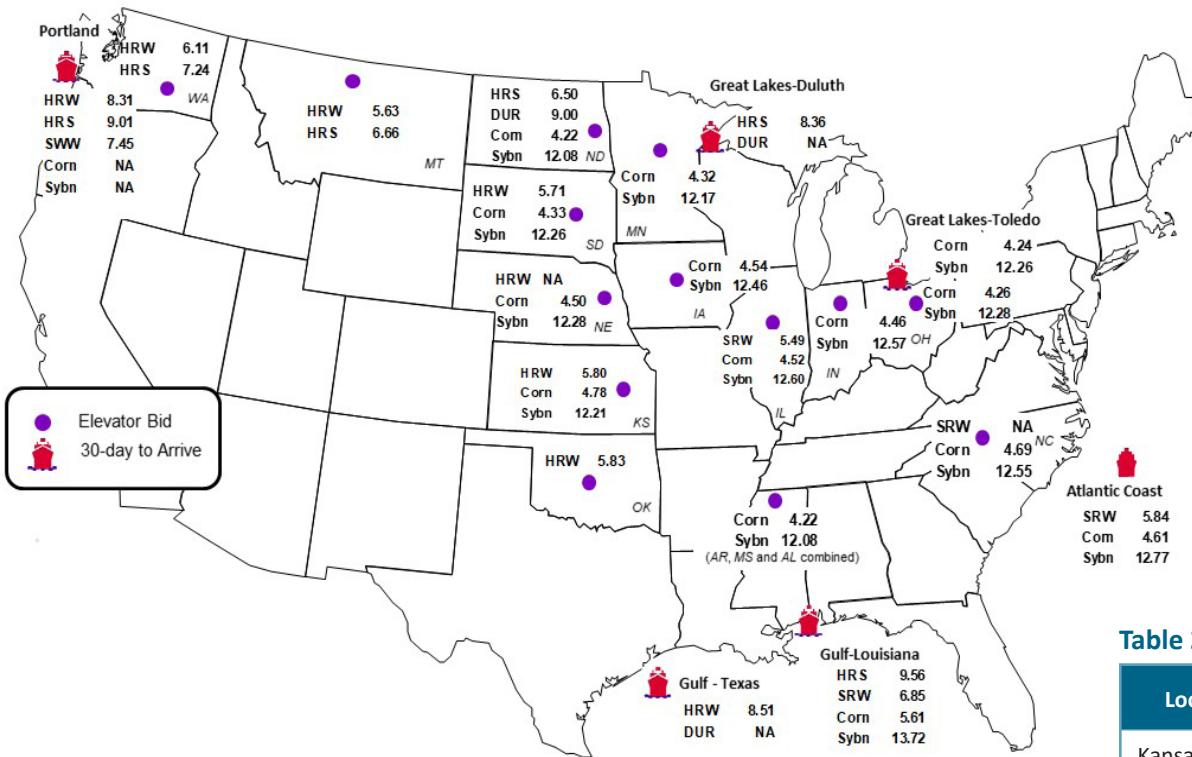 Portland
HRW 6.11
HRS 7.24
WA
HRW 8.31
HRS 9.01
SWW 7.45
Corn NA
Sybn NA
HRW 5.63
HRS 6.66
MT
HRS 6.50
DUR 9.00
Corn 4.22
Sybn 12.08 ND
HRW 5.71
Corn 4.33
Sybn 12.26
SD
HRW NA
Corn 4.50
Sybn 12.28 NE
HRW 5.80
Corn 4.78
Sybn 12.21
KS
HRW 5.83
OK
Great Lakes-Duluth
HRS 8.36
DUR NA
Corn 4.32
Sybn 12.17
MN
Corn 4.54
Sybn 12.46
IA
SRW 5.49
Corn 4.52
Sybn 12.60
IL
Great Lakes-Toledo
Corn 4.24
Sybn 12.26
Corn 4.26
Sybn 12.28
OH
Corn 4.46
Sybn 12.57
IN
SRW NA
NC
Corn 4.69
Sybn 12.55
Atlantic Coast
SRW 5.84
Corn 4.61
Sybn 12.77
Corn 4.22
Sybn 12.08
(AR, MS and AL combined)
Gulf - Texas
HRW 8.51
DUR NA
Gulf-Louisiana
HRS 9.56
SRW 6.85
Corn 5.61
Sybn 13.72
Elevator Bid
30-day to Arrive
Table
Loc
Kansa